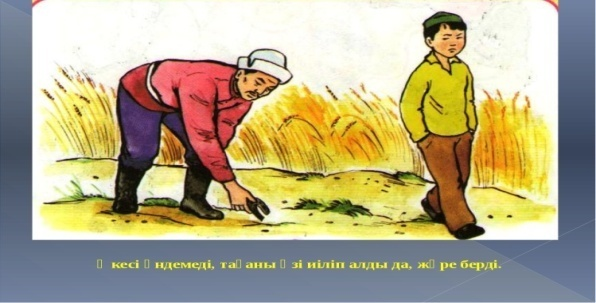 Әкесі үндемеді, тағаны өзі иіліп алды да, жүре берді.